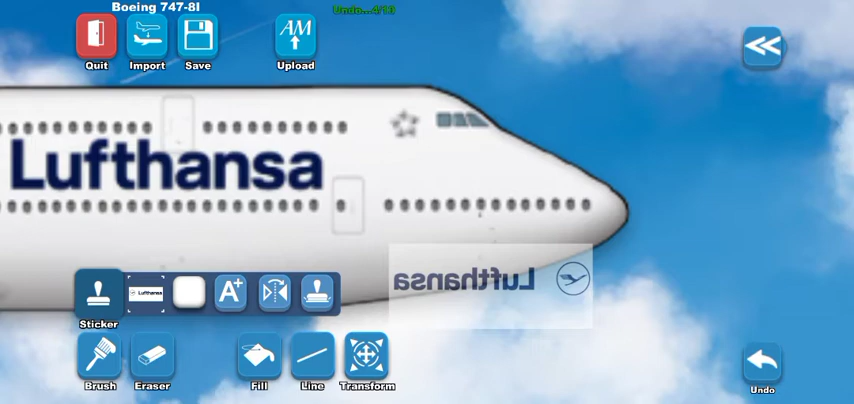 Boeing 747-8I
Undo...4/10
Quit
Import
Save
AM
Upload
Lufthansa
Lufthansa
Lufthansa
A+
Sticker
Brush
Eraser
Fill
Line
Transform
Undo